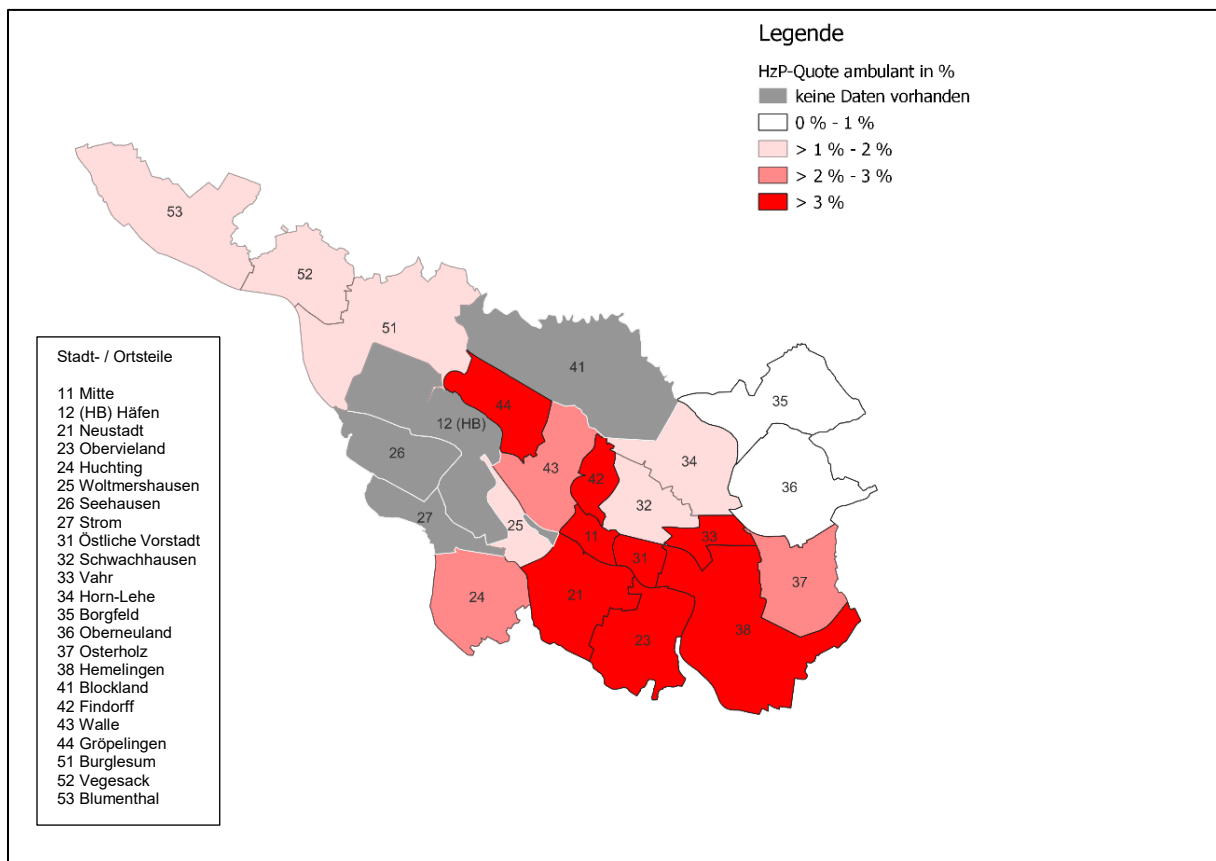 Legende
HzP-Quote ambulant in %
keine Daten vorhanden
0 % - 1 %
> 1 % - 2 %
> 2 % - 3 %
> 3 %
53
52
51
41
35
44
12 (HB)
43
34
26
42
36
32
27
25
11
33
31
37
24
21
23
38
Stadt- / Ortsteile
11 Mitte
12 (HB) Häfen
21 Neustadt
23 Obervieland
24 Huchting
25 Woltmershausen
26 Seehausen
27 Strom
31 Östliche Vorstadt
32 Schwachhausen
33 Vahr
34 Horn-Lehe
35 Borgfeld
36 Oberneuland
37 Osterholz
38 Hemelingen
41 Blockland
42 Findorff
43 Walle
44 Gröpelingen
51 Burglesum
52 Vegesack
53 Blumenthal